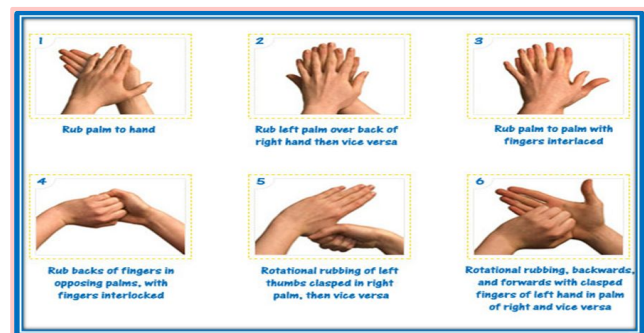 1
Rub palm to hand
2
Rub left palm over back of
right hand then vice versa
3
Rub palm to palm with
fingers interlaced
4
Rub backs of fingers in
opposing palms, with
fingers interlocked
5
Rotational rubbing of left
thumbs clasped in right
palm, then vice versa
6
Rotational rubbing, backwards,
and forwards with clasped
fingers of left hand in palm
of right and vice versa